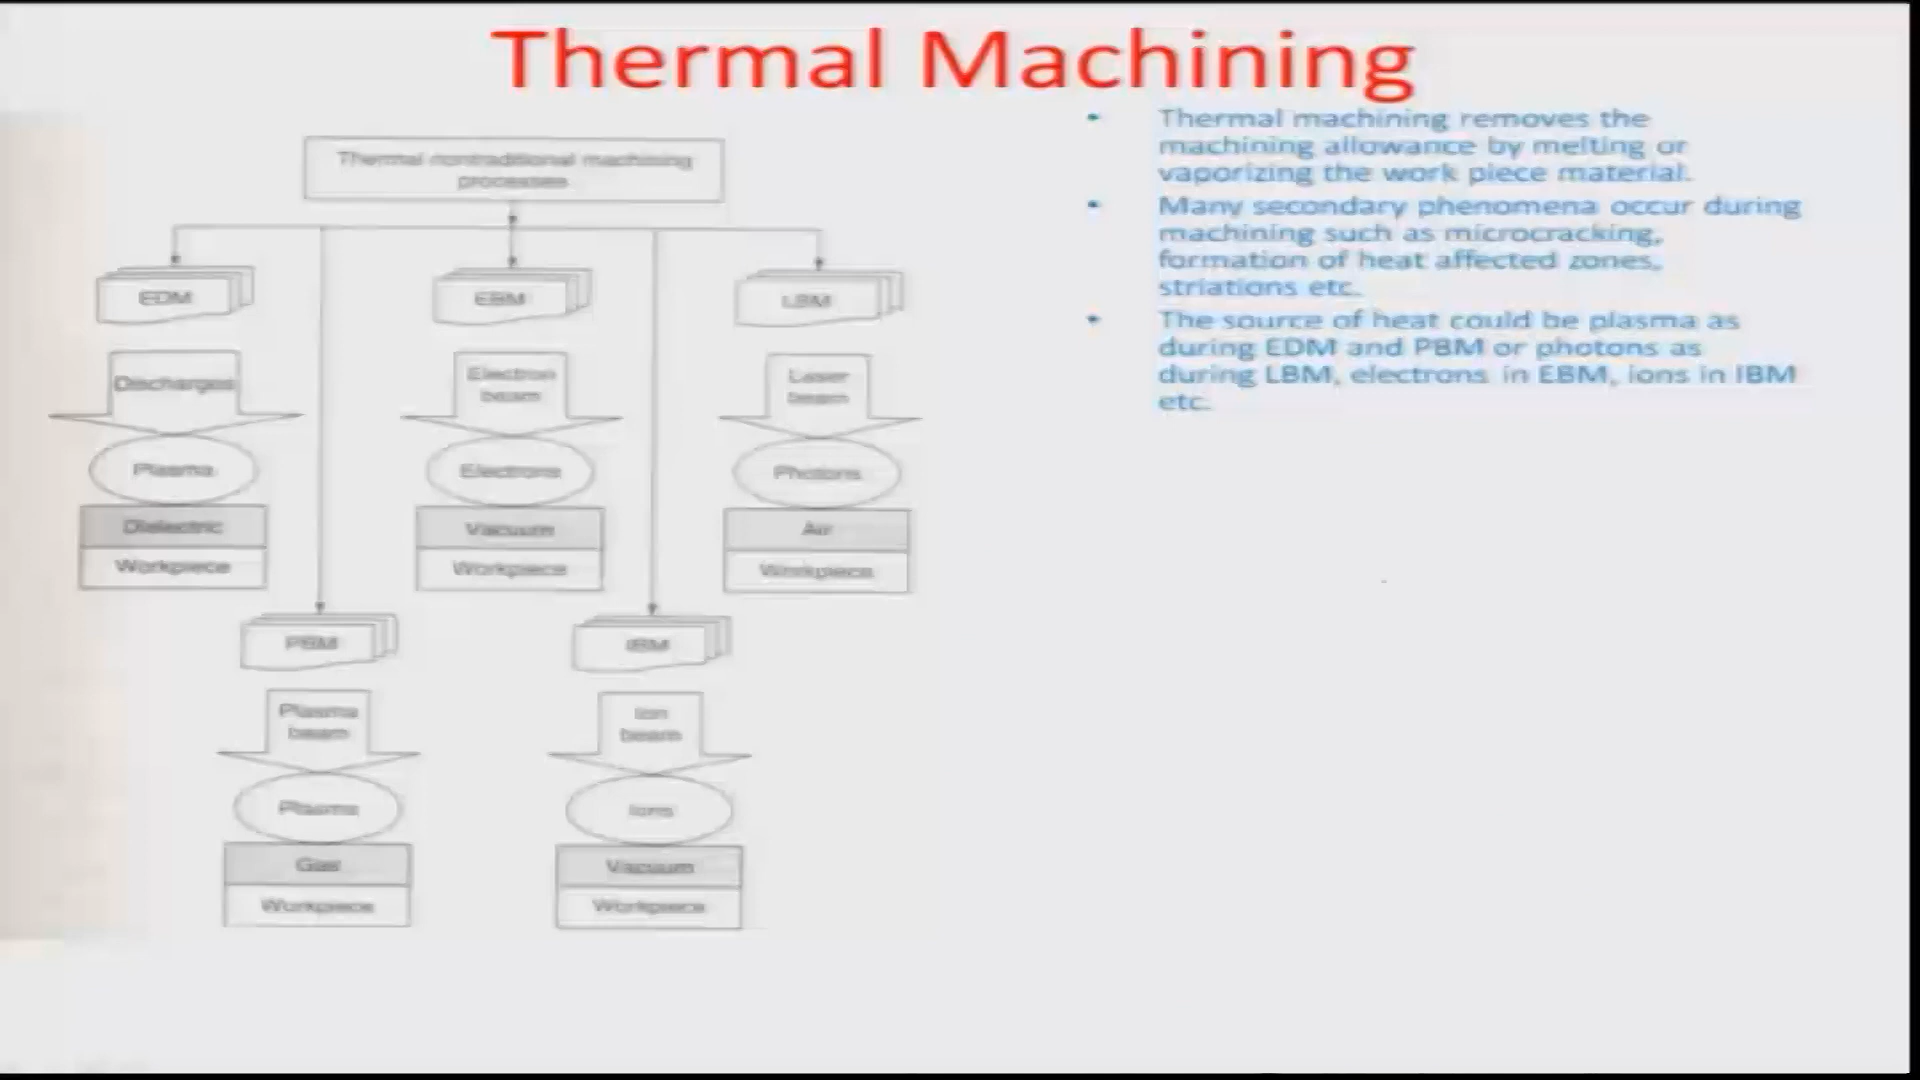 Thermal Machining
Thermal nontraditional machining
processes
EDM
EBM
LBM
Discharges
Electron
beam
Laser
beam
Plasma
Electrons
Photons
Dielectric
Vacuum
Air
Workpiece
Workpiece
Workpiece
PBM
IBM
Plasma
beam
Ion
beam
Plasma
Ions
Gas
Vacuum
Workpiece
Workpiece
• Thermal machining removes the
machining allowance by melting or
vaporizing the work piece material.
• Many secondary phenomena occur during
machining such as microcracking,
formation of heat affected zones,
striations etc.
• The source of heat could be plasma as
during EDM and PBM or photons as
during LBM, electrons in EBM, ions in IBM
etc.